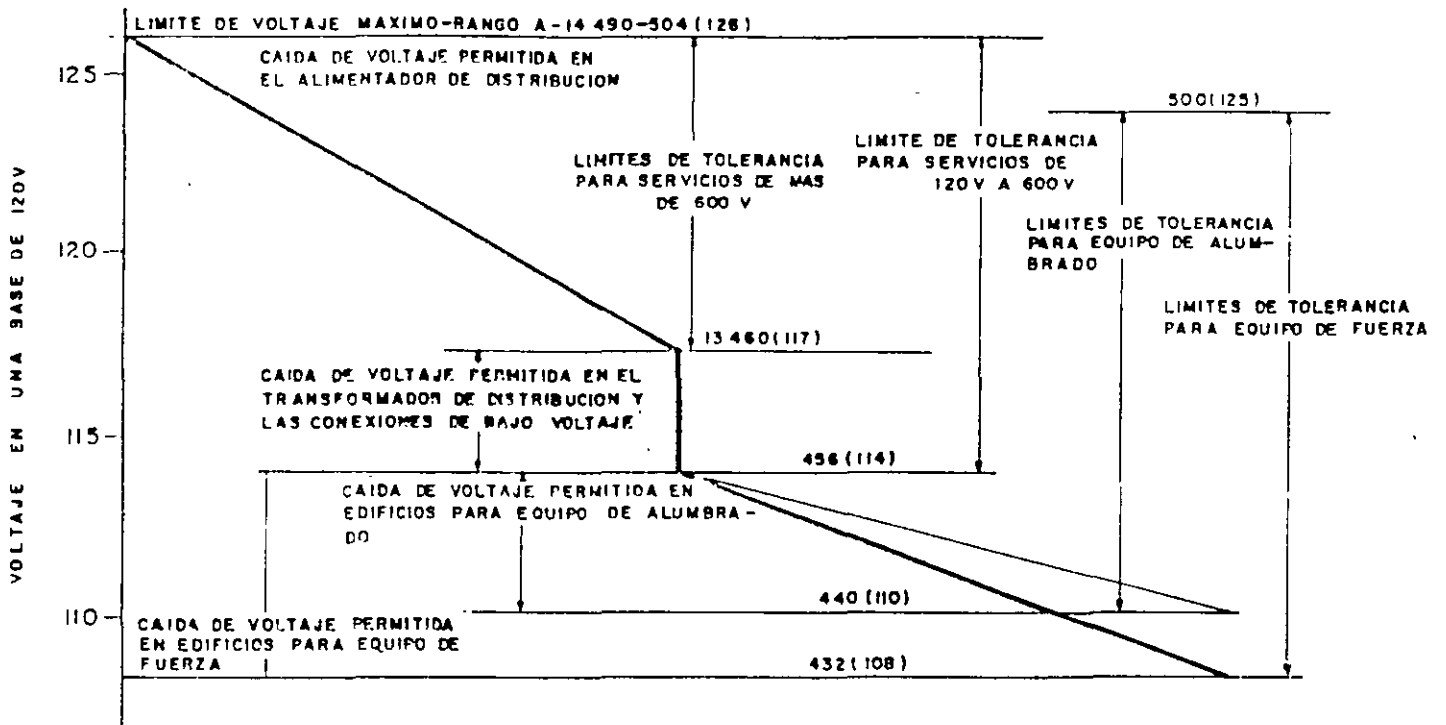 LIMITE DE VOLTAJE MAXIMO-RANGO A-14 490-504 (126)
CAIDA DE VOLTAJE PERMITIDA EN
EL ALIMENTADOR DE DISTRIBUCION
125
500(125)
LIMITES DE TOLERANCIA
PARA SERVICIOS DE MAS
DE 600 V
LIMITE DE TOLERANCIA
PARA SERVICIOS DE
120V A 600V
LIMITES DE TOLERANCIA
PARA EQUIPO DE ALUM-
BRADO
LIMITES DE TOLERANCIA
PARA EQUIPO DE FUERZA
120
VOLTAJE EN UNA BASE DE 120V
13 460(117)
CAIDA DE VOLTAJE PERMITIDA EN EL
TRANSFORMADOR DE DISTRIBUCION Y
LAS CONEXIONES DE BAJO VOLTAJE
115
456 (114)
CAIDA DE VOLTAJE PERMITIDA EN
EDIFICIOS PARA EQUIPO DE ALUMBRA-
DO
440 (110)
110
CAIDA DE VOLTAJE PERMITIDA
EN EDIFICIOS PARA EQUIPO DE
FUERZA
432(108)